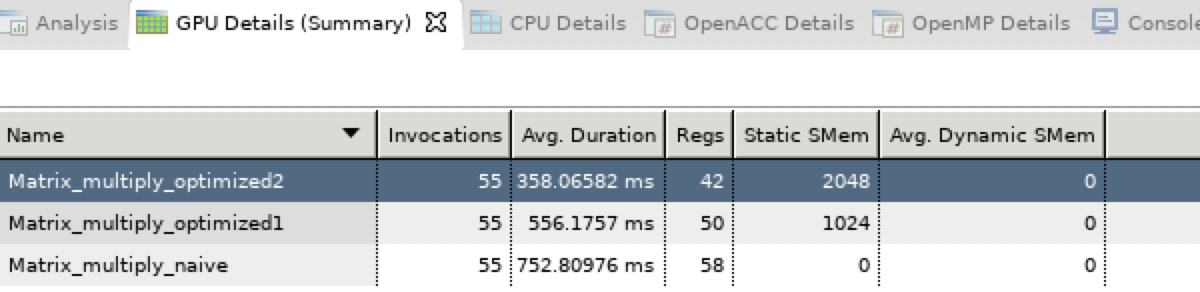 Analysis GPU Details (Summary) CPU Details OpenACC Details OpenMP Details Console
Name Invocations Avg. Duration Regs Static SMem Avg. Dynamic SMem
Matrix_multiply_optimized2 55 358.06582 ms 42 2048 0
Matrix_multiply_optimized1 55 556.1757 ms 50 1024 0
Matrix_multiply_naive 55 752.80976 ms 58 0 0